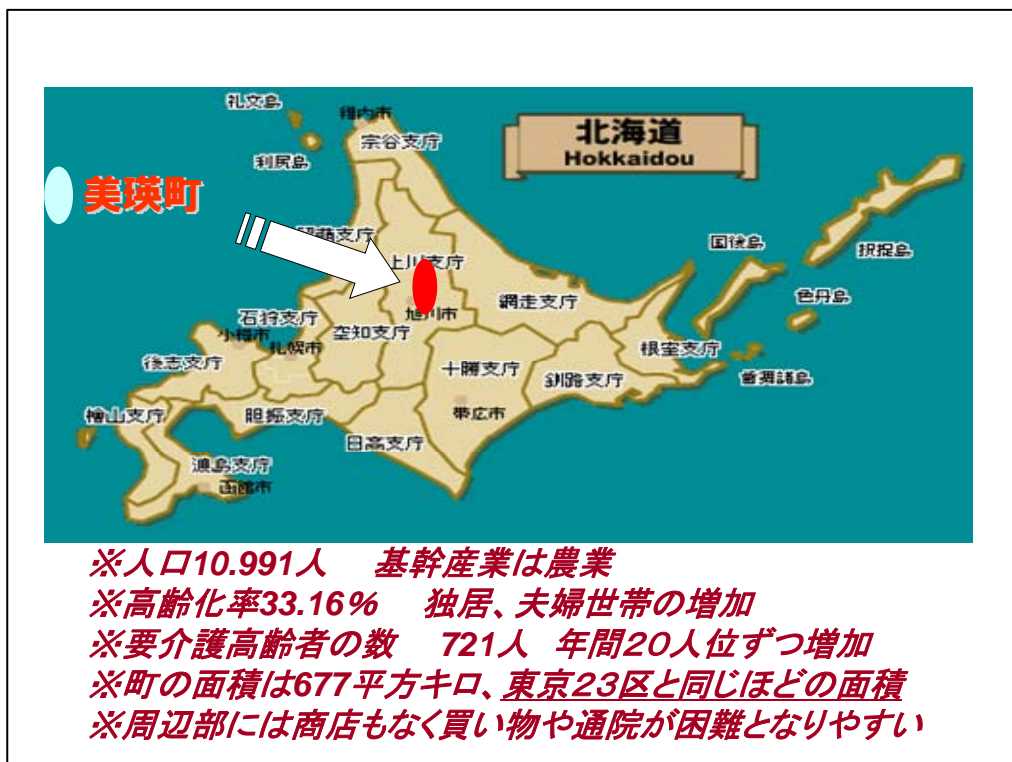 礼文島
稚内市
北海道
Hokkaidou
宗谷支庁
利尻島
美瑛町
留萌支庁
国後島
択捉島
上川支庁
色丹島
網走支庁
旭川市
石狩支庁
空知支庁
小樽市
札幌市
根室支庁
後志支庁
十勝支庁
釧路支庁
歯舞諸島
檜山支庁
胆振支庁
帯広市
日高支庁
渡島支庁
函館市
※人口10.991人　基幹産業は農業
※高齢化率33.16%　独居、夫婦世帯の増加
※要介護高齢者の数　721人　年間20人位ずつ増加
※町の面積は677平方キロ、東京23区と同じほどの面積
※周辺部には商店もなく買い物や通院が困難となりやすい